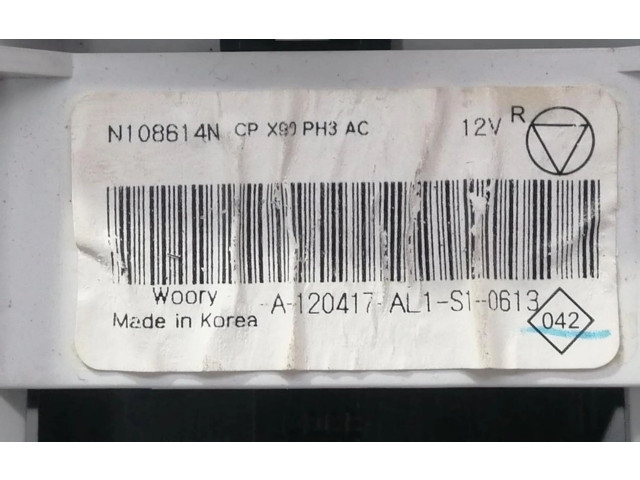 N108614N CP X90 PH3 AC 12V R
Woory A-120417-AL1-S1-0613
Made in Korea 042